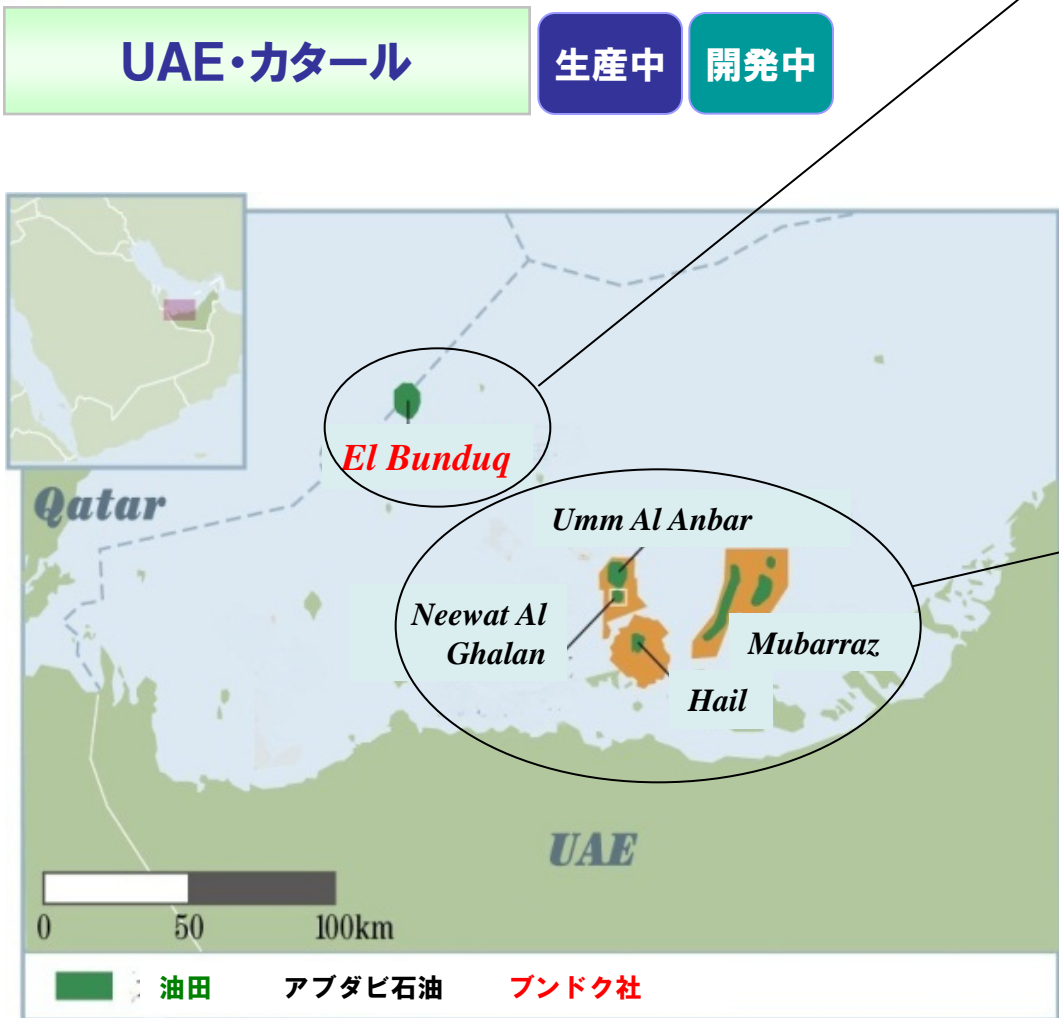 UAE・カタール
生産中
開発中
El Bunduq
Qatar
Umm Al Anbar
Neewat Al
Ghalan
Mubarraz
Hail
UAE
0 50 100km
油田 アブダビ石油 ブンドク社